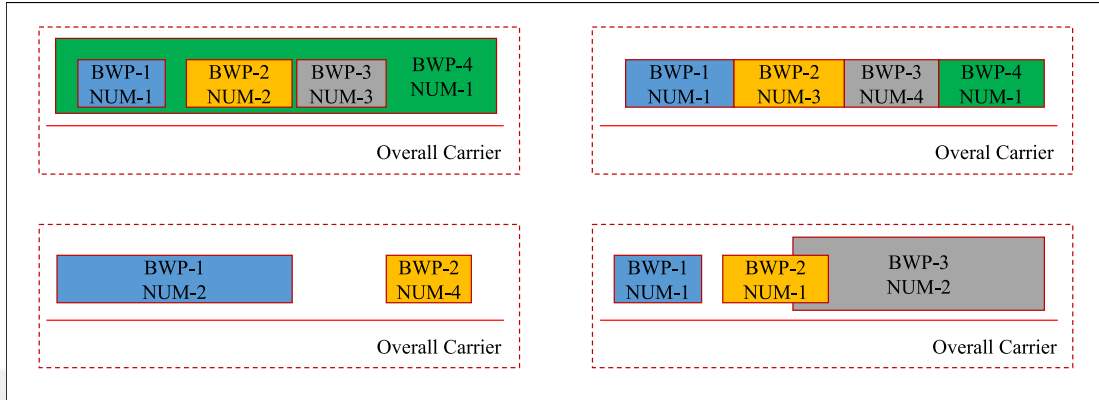 BWP-1
NUM-1
BWP-2
NUM-2
BWP-3
NUM-3
BWP-4
NUM-1
Overall Carrier
BWP-1
NUM-1
BWP-2
NUM-3
BWP-3
NUM-4
BWP-4
NUM-1
Overal Carrier
BWP-1
NUM-2
BWP-2
NUM-4
Overall Carrier
BWP-1
NUM-1
BWP-2
NUM-1
BWP-3
NUM-2
Overall Carrier